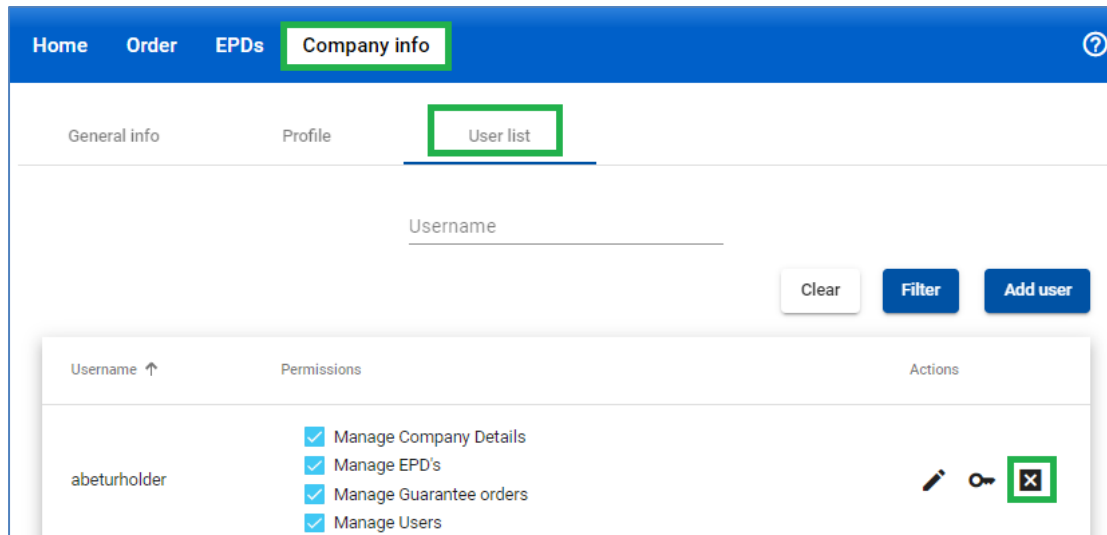 Home Order EPDs Company info
General info Profile User list
Username
Clear Filter Add user
Username Permissions Actions
Manage Company Details
Manage EPD's
abeturholder
Manage Guarantee orders
Manage Users